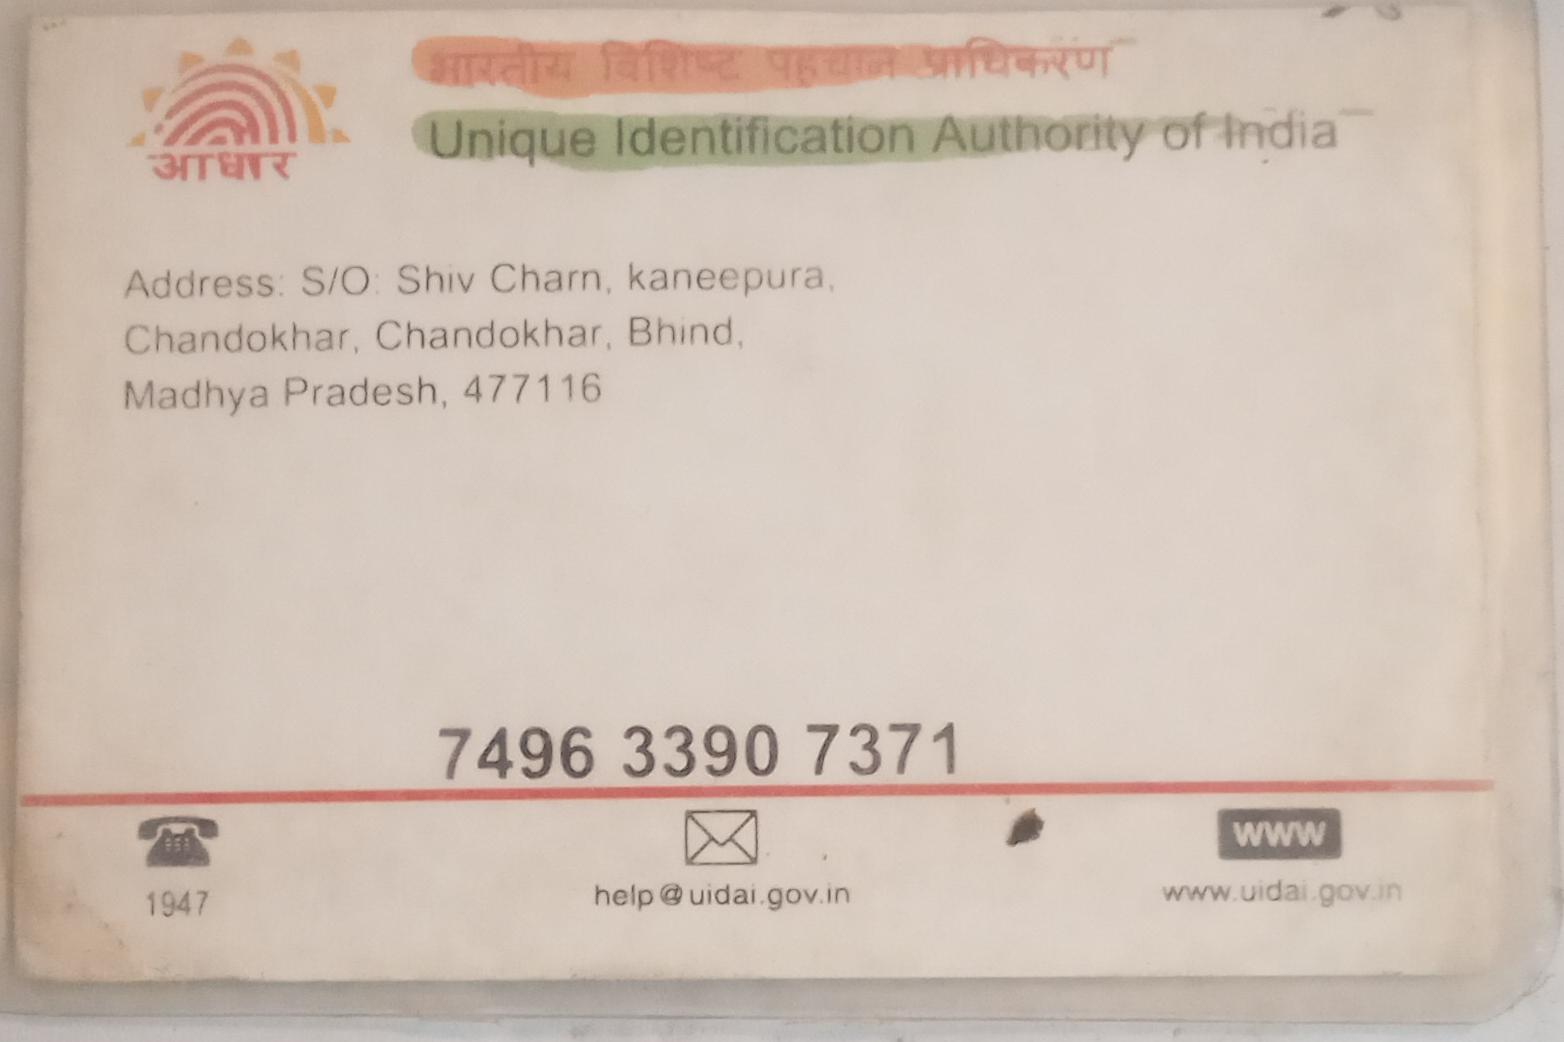 भारतीय विशिष्ट पहचान प्राधिकरण
Unique Identification Authority of India
आधार
Address: S/O: Shiv Charn, kaneepura,
Chandokhar, Chandokhar, Bhind,
Madhya Pradesh, 477116
7496 3390 7371
WWW
1947
help@uidai.gov.in
www.uidai.gov.in